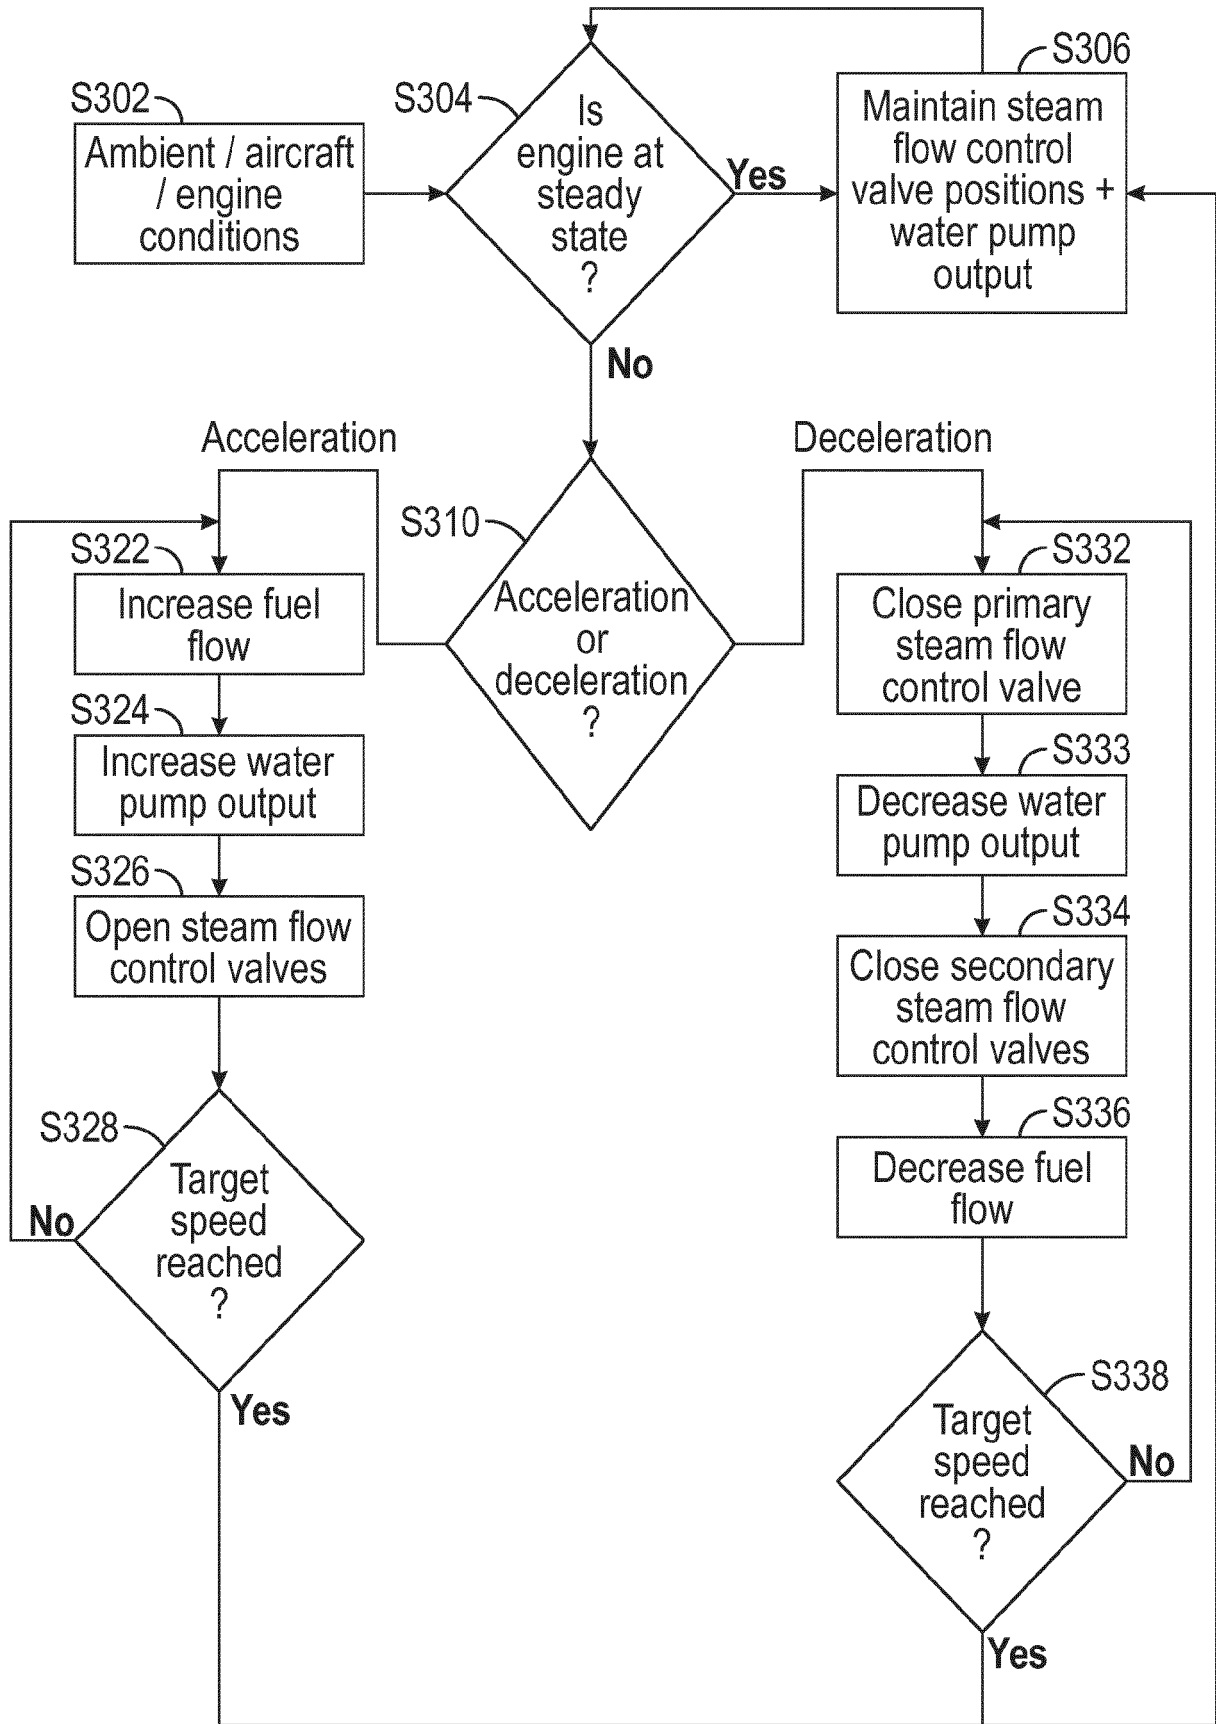 S302
Ambient / aircraft
/ engine
conditions
S304
Is
engine at
steady
state
?
Yes
No
S306
Maintain steam
flow control
valve positions +
water pump
output
Acceleration
Deceleration
S310
Acceleration
or
deceleration
?
S322
Increase fuel
flow
S324
Increase water
pump output
S326
Open steam flow
control valves
S328
Target
speed
reached
?
No
Yes
S332
Close primary
steam flow
control valve
S333
Decrease water
pump output
S334
Close secondary
steam flow
control valves
S336
Decrease fuel
flow
S338
Target
speed
reached
?
No
Yes